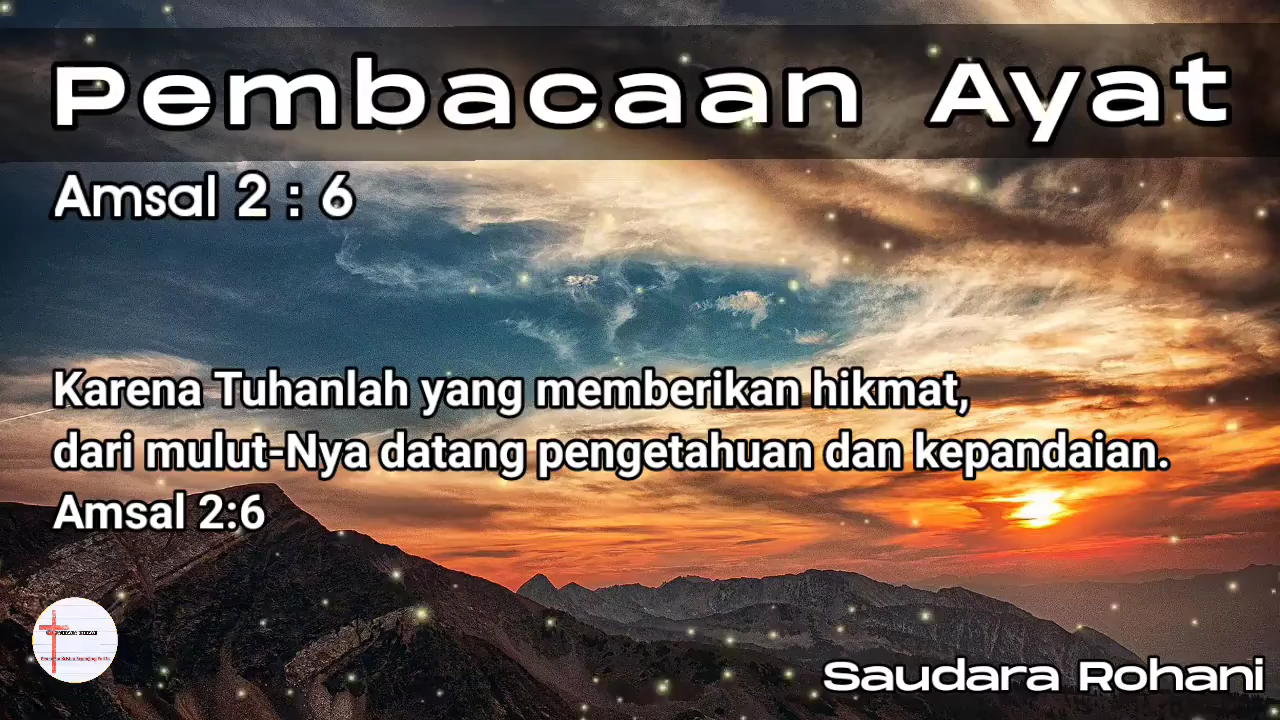 Pembacaan Ayat
Amsal 2 : 6
Karena Tuhanlah yang memberikan hikmat,
dari mulut-Nya datang pengetahuan dan kepandaian.
Amsal 2:6
Saudara Rohani